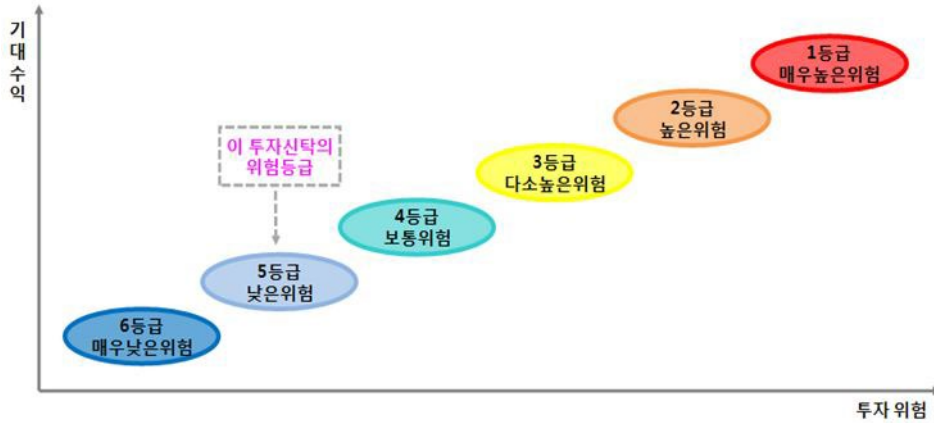 기대수익
1등급
매우높은위험
2등급
높은위험
이 투자신탁의
위험등급
3등급
다소높은위험
4등급
보통위험
5등급
낮은위험
6등급
매우낮은위험
투자 위험